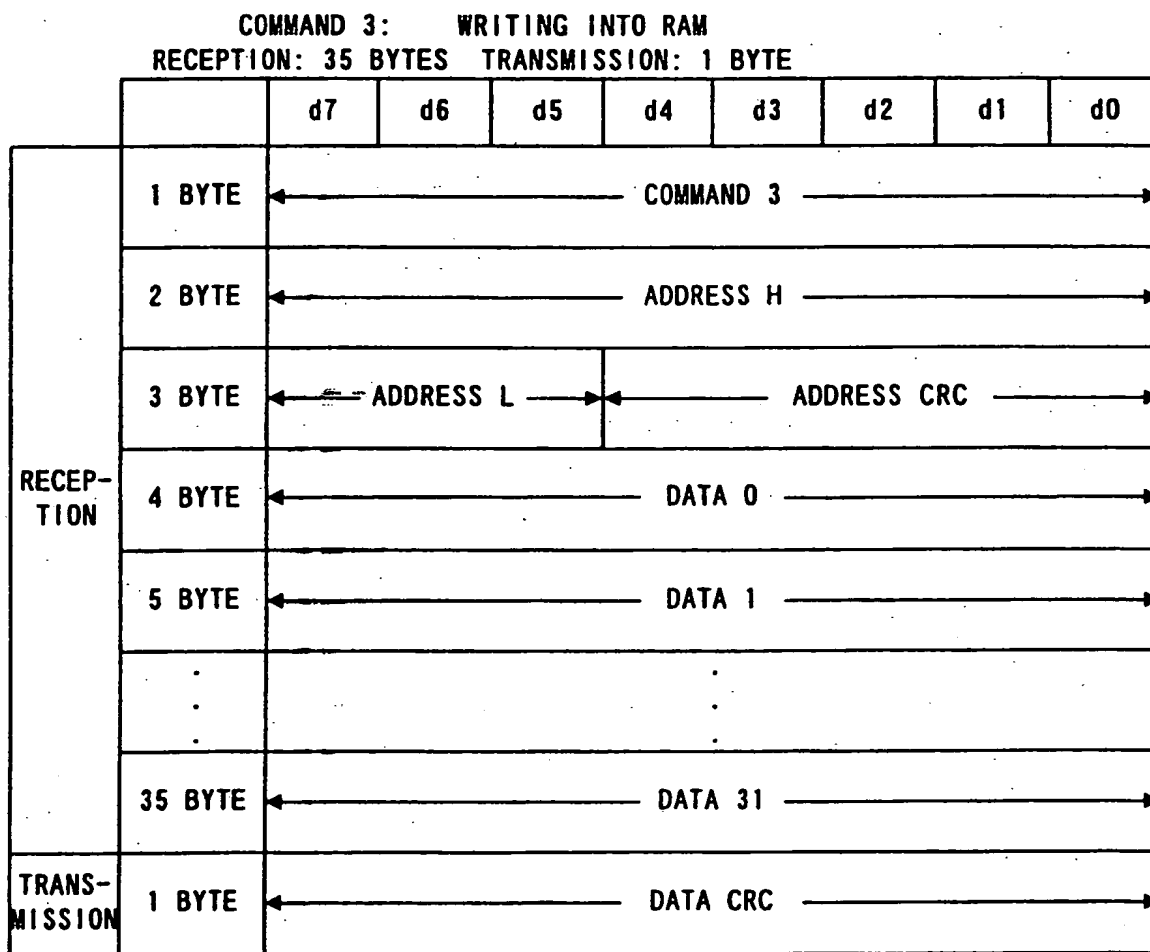 COMMAND 3: WRITING INTO RAM
RECEPTION: 35 BYTES TRANSMISSION: 1 BYTE
d7 d6 d5 d4 d3 d2 d1 d0
RECEP-
TION
1 BYTE COMMAND 3
2 BYTE ADDRESS H
3 BYTE ADDRESS L ADDRESS CRC
4 BYTE DATA 0
5 BYTE DATA 1
35 BYTE DATA 31
TRANS-
MISSION
1 BYTE DATA CRC